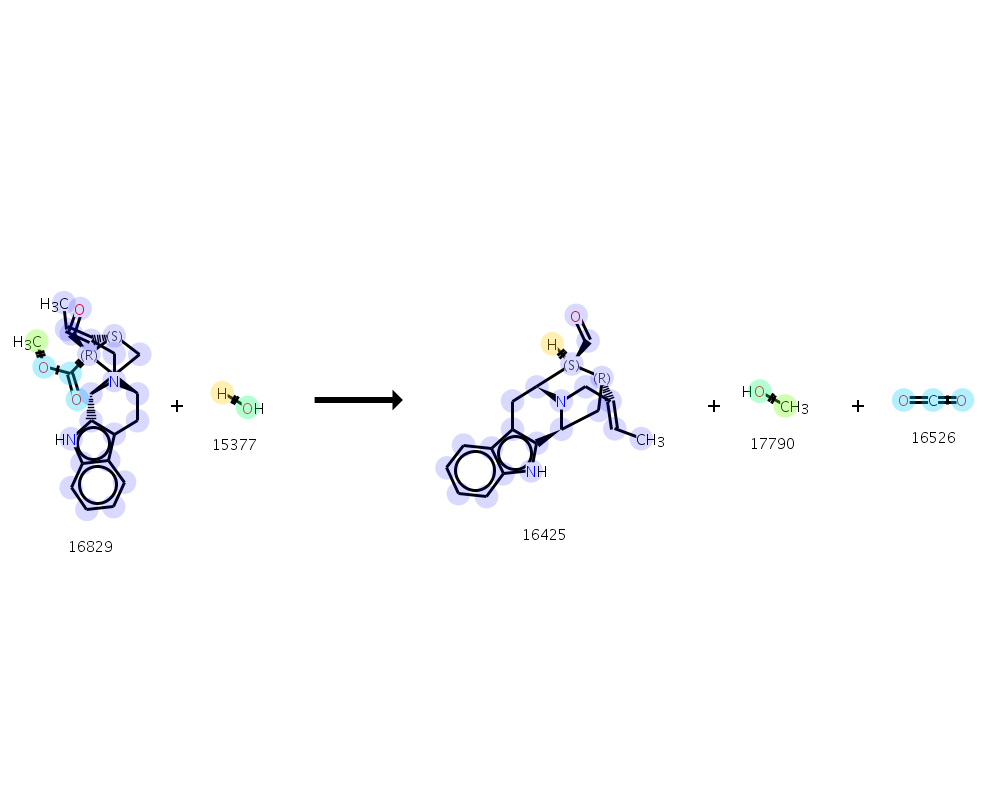 H3C
O
H3C
(S)
(R)
O
O
N
HN
16829
+
H
OH
15377
O
H
(S)
(R)
N
CH3
NH
16425
+
HO
CH3
17790
+
O C O
16526